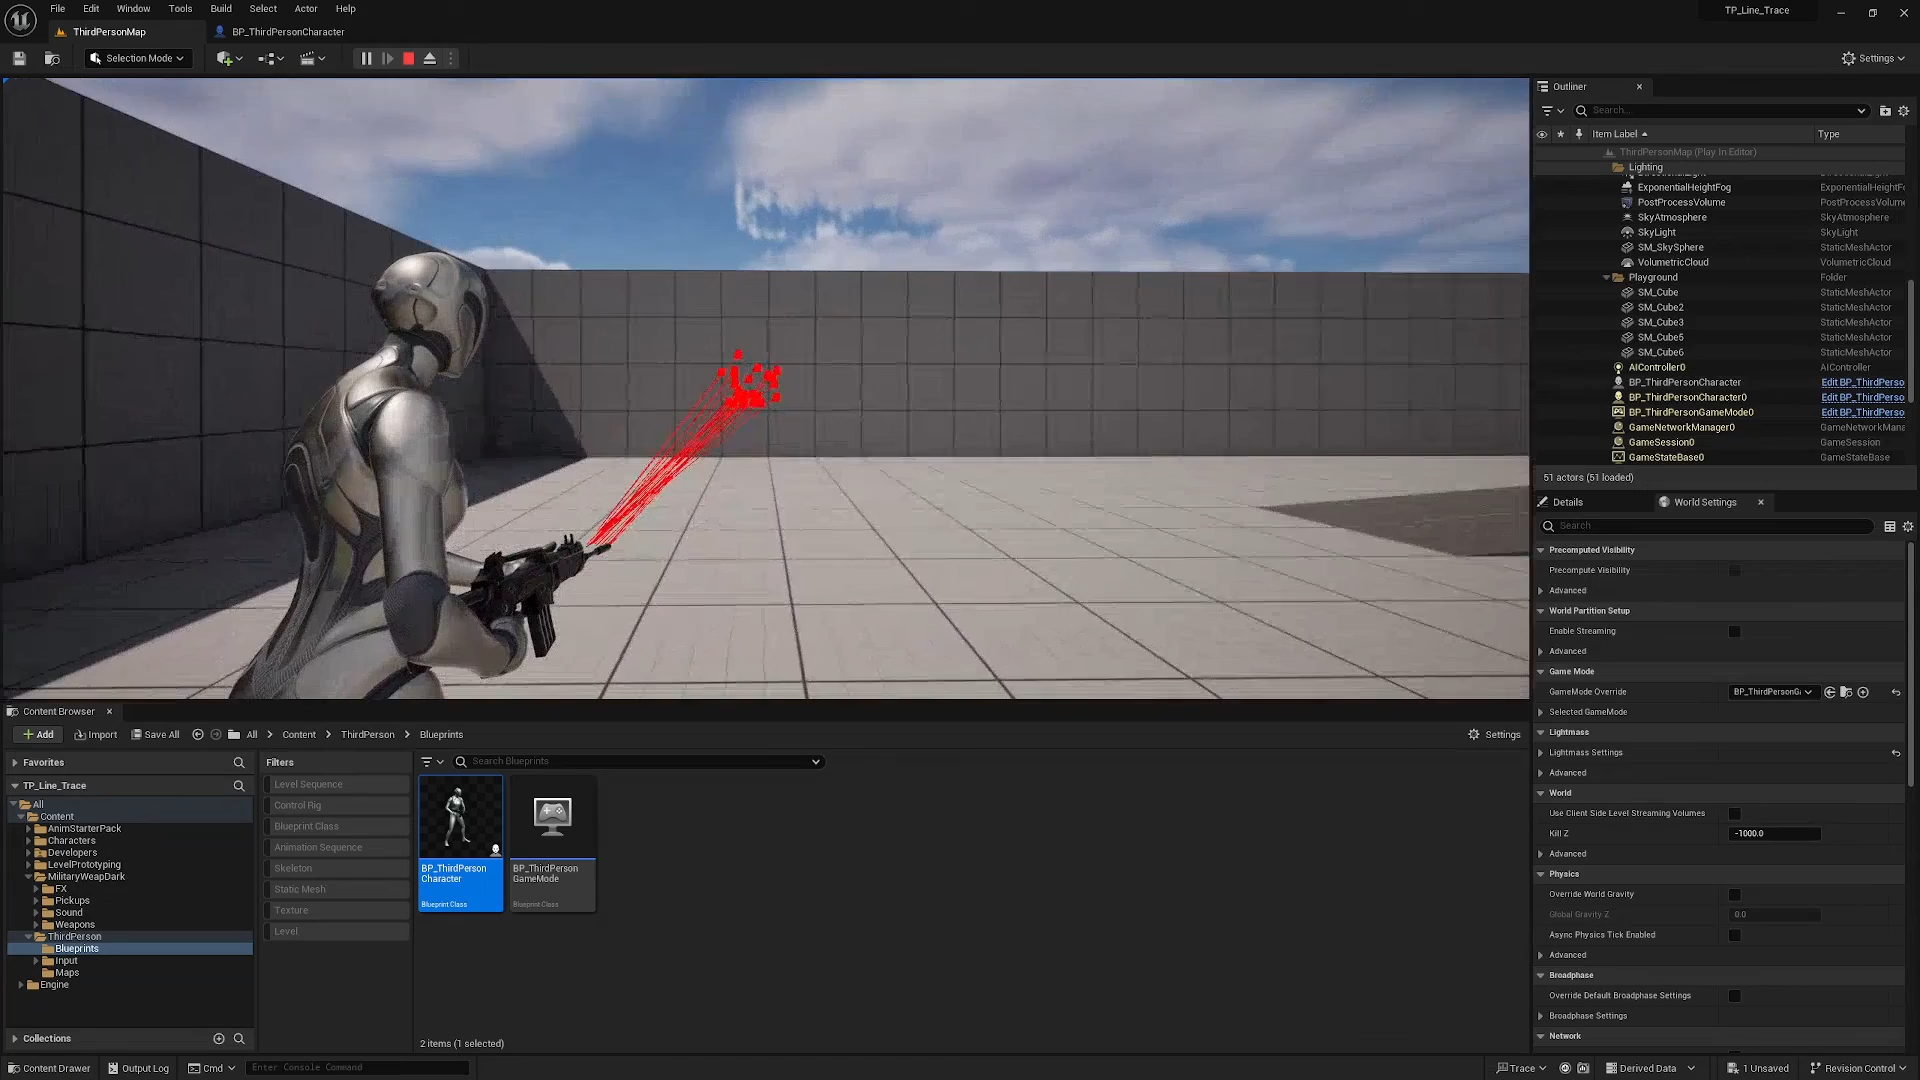 File Edit Window Tools Build Select Actor Help
TP_Line_Trace
ThirdPersonMap
BP_ThirdPersonCharacter
Selection Mode
Settings
Outliner
Search...
Item Label
Type
ThirdPersonMap (Play In Editor)
Lighting
ExponentialHeightFog ExponentialHeightFo
PostProcessVolume PostProcessVolume
SkyAtmosphere SkyAtmosphere
SkyLight SkyLight
SM_SkySphere StaticMeshActor
VolumetricCloud VolumetricCloud
Playground Folder
SM_Cube StaticMeshActor
SM_Cube2 StaticMeshActor
SM_Cube3 StaticMeshActor
SM_Cube5 StaticMeshActor
SM_Cube6 StaticMeshActor
AIController0 AIController
BP_ThirdPersonCharacter Edit BP_ThirdPerso
BP_ThirdPersonCharacter0 Edit BP_ThirdPerso
BP_ThirdPersonGameMode0 Edit BP_ThirdPerso
GameNetworkManager0 GameNetworkMana
GameSession0 GameSession
GameStateBase0 GameStateBase
51 actors (51 loaded)
Details
World Settings
Search
Precomputed Visibility
Precompute Visibility
Advanced
World Partition Setup
Enable Streaming
Advanced
Game Mode
GameMode Override BP_ThirdPersonGa
Selected GameMode
Lightmass
Lightmass Settings
Advanced
World
Use Client Side Level Streaming Volumes
Kill Z -1000.0
Advanced
Physics
Override World Gravity
Global Gravity Z 0.0
Async Physics Tick Enabled
Advanced
Broadphase
Override Default Broadphase Settings
Broadphase Settings
Network
Content Browser
Add Import Save All All Content ThirdPerson Blueprints Settings
Favorites
TP_Line_Trace
All
Content
AnimStarterPack
Characters
Developers
LevelPrototyping
MilitaryWeapDark
FX
Pickups
Sound
Weapons
ThirdPerson
Blueprints
Input
Maps
Engine
Collections
Filters
Level Sequence
Control Rig
Blueprint Class
Animation Sequence
Skeleton
Static Mesh
Texture
Level
Search Blueprints
BP_ThirdPerson
Character
Blueprint Class
BP_ThirdPerson
GameMode
Blueprint Class
2 items (1 selected)
Content Drawer Output Log Cmd Enter Console Command
Trace Derived Data 1 Unsaved Revision Control